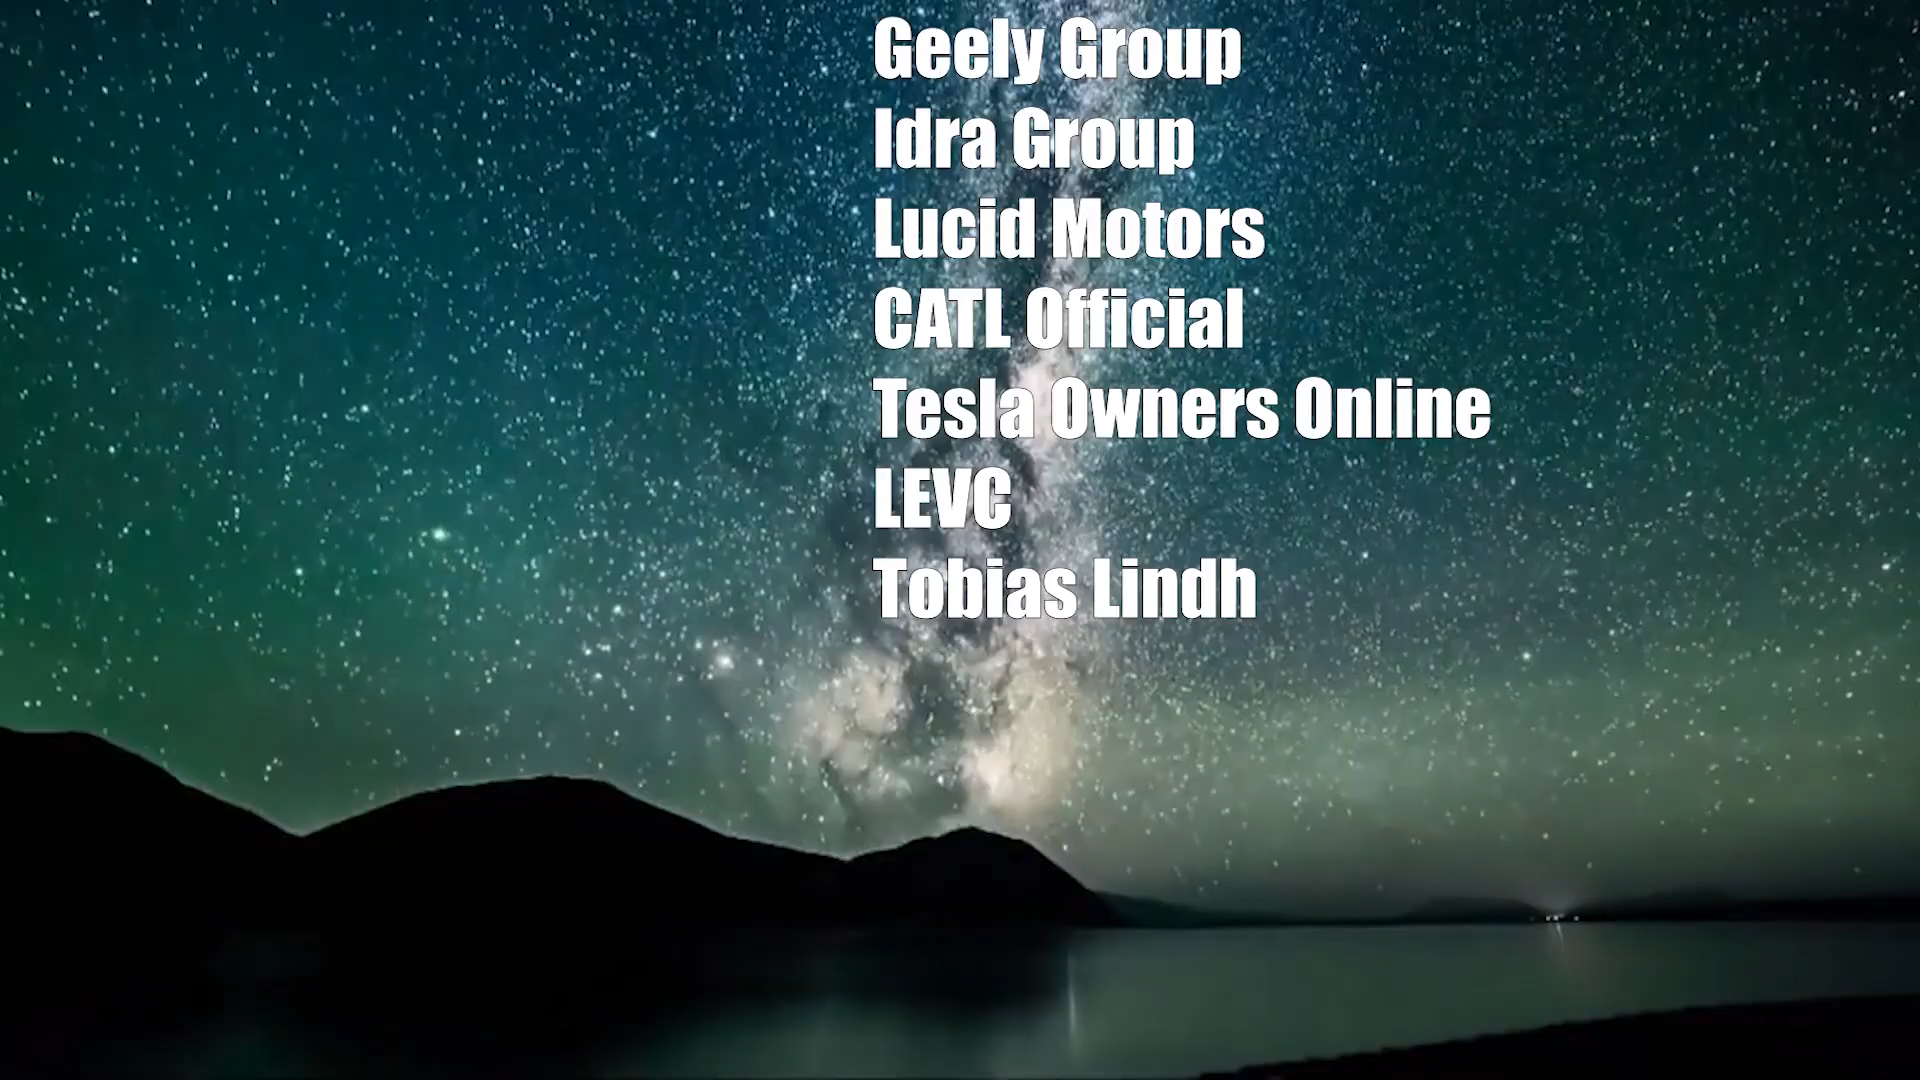 Geely Group
Idra Group
Lucid Motors
CATL Official
Tesla Owners Online
LEVC
Tobias Lindh